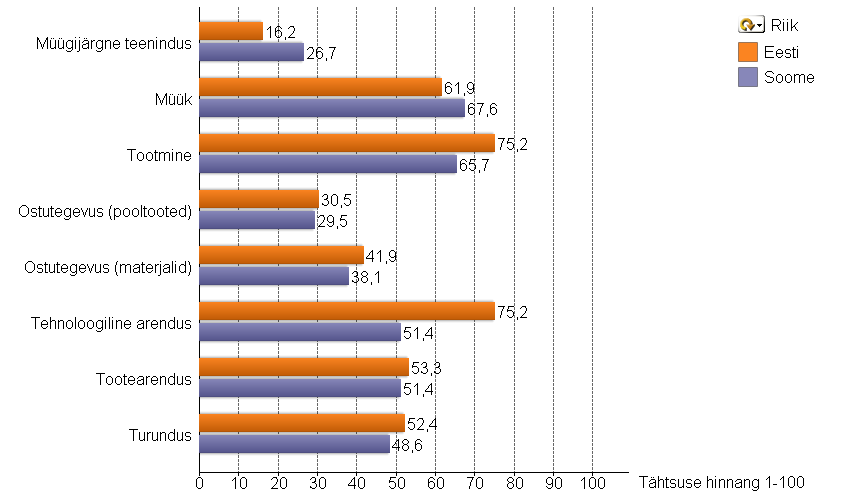 Müügijärgne teenindus
16,2
26,7
Müük
61,9
67,6
Tootmine
75,2
65,7
Ostutegevus (pooltooted)
30,5
29,5
Ostutegevus (materjalid)
41,9
38,1
Tehnoloogiline arendus
75,2
51,4
Tootearendus
53,3
51,4
Turundus
52,4
48,6
0 10 20 30 40 50 60 70 80 90 100
Tähtsuse hinnang 1-100
Riik
Eesti
Soome